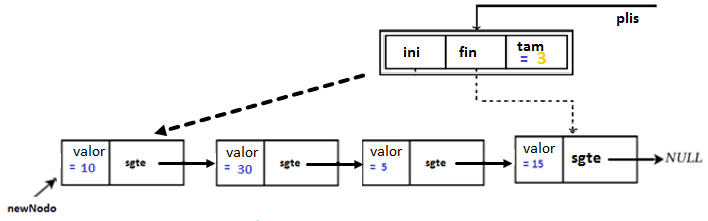 plis
ini fin tam
= 3
valor valor valor valor
= 10 sgte = 30 sgte = 5 sgte = 15 sgte NULL
newNodo